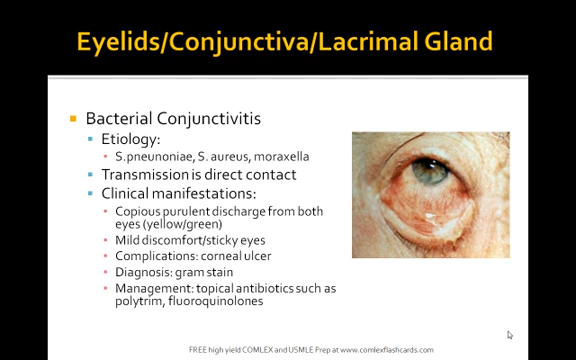 Eyelids/Conjunctiva/Lacrimal Gland
Bacterial Conjunctivitis
Etiology:
S.pneunoniae, S. aureus, moraxella
Transmission is direct contact
Clinical manifestations:
Copious purulent discharge from both
eyes (yellow/green)
Mild discomfort/sticky eyes
Complications: corneal ulcer
Diagnosis: gram stain
Management: topical antibiotics such as
polytrim, fluoroquinolones
FREE high yield COMLEX and USMLE Prep at www.comlexflashcards.com